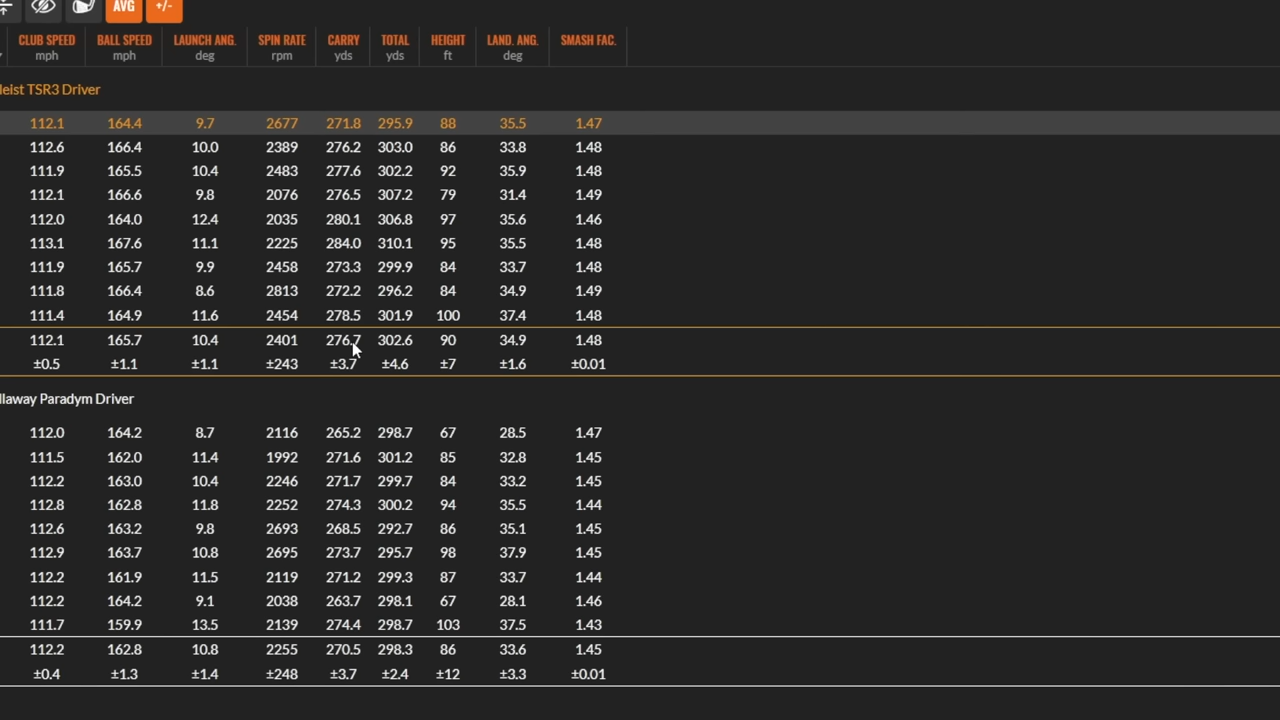 AVG +/-
CLUB SPEED BALL SPEED LAUNCH ANG. SPIN RATE CARRY TOTAL HEIGHT LAND. ANG. SMASH FAC.
mph mph deg rpm yds yds ft deg
leist TSR3 Driver
112.1 164.4 9.7 2677 271.8 295.9 88 35.5 1.47
112.6 166.4 10.0 2389 276.2 303.0 86 33.8 1.48
111.9 165.5 10.4 2483 277.6 302.2 92 35.9 1.48
112.1 166.6 9.8 2076 276.5 307.2 79 31.4 1.49
112.0 164.0 12.4 2035 280.1 306.8 97 35.6 1.46
113.1 167.6 11.1 2225 284.0 310.1 95 35.5 1.48
111.9 165.7 9.9 2458 273.3 299.9 84 33.7 1.48
111.8 166.4 8.6 2813 272.2 296.2 84 34.9 1.49
111.4 164.9 11.6 2454 278.5 301.9 100 37.4 1.48
112.1 165.7 10.4 2401 276.7 302.6 90 34.9 1.48
±0.5 ±1.1 ±1.1 ±243 ±3.7 ±4.6 ±7 ±1.6 ±0.01
llaway Paradym Driver
112.0 164.2 8.7 2116 265.2 298.7 67 28.5 1.47
111.5 162.0 11.4 1992 271.6 301.2 85 32.8 1.45
112.2 163.0 10.4 2246 271.7 299.7 84 33.2 1.45
112.8 162.8 11.8 2252 274.3 300.2 94 35.5 1.44
112.6 163.2 9.8 2693 268.5 292.7 86 35.1 1.45
112.9 163.7 10.8 2695 273.7 295.7 98 37.9 1.45
112.2 161.9 11.5 2119 271.2 299.3 87 33.7 1.44
112.2 164.2 9.1 2038 263.7 298.1 67 28.1 1.46
111.7 159.9 13.5 2139 274.4 298.7 103 37.5 1.43
112.2 162.8 10.8 2255 270.5 298.3 86 33.6 1.45
±0.4 ±1.3 ±1.4 ±248 ±3.7 ±2.4 ±12 ±3.3 ±0.01